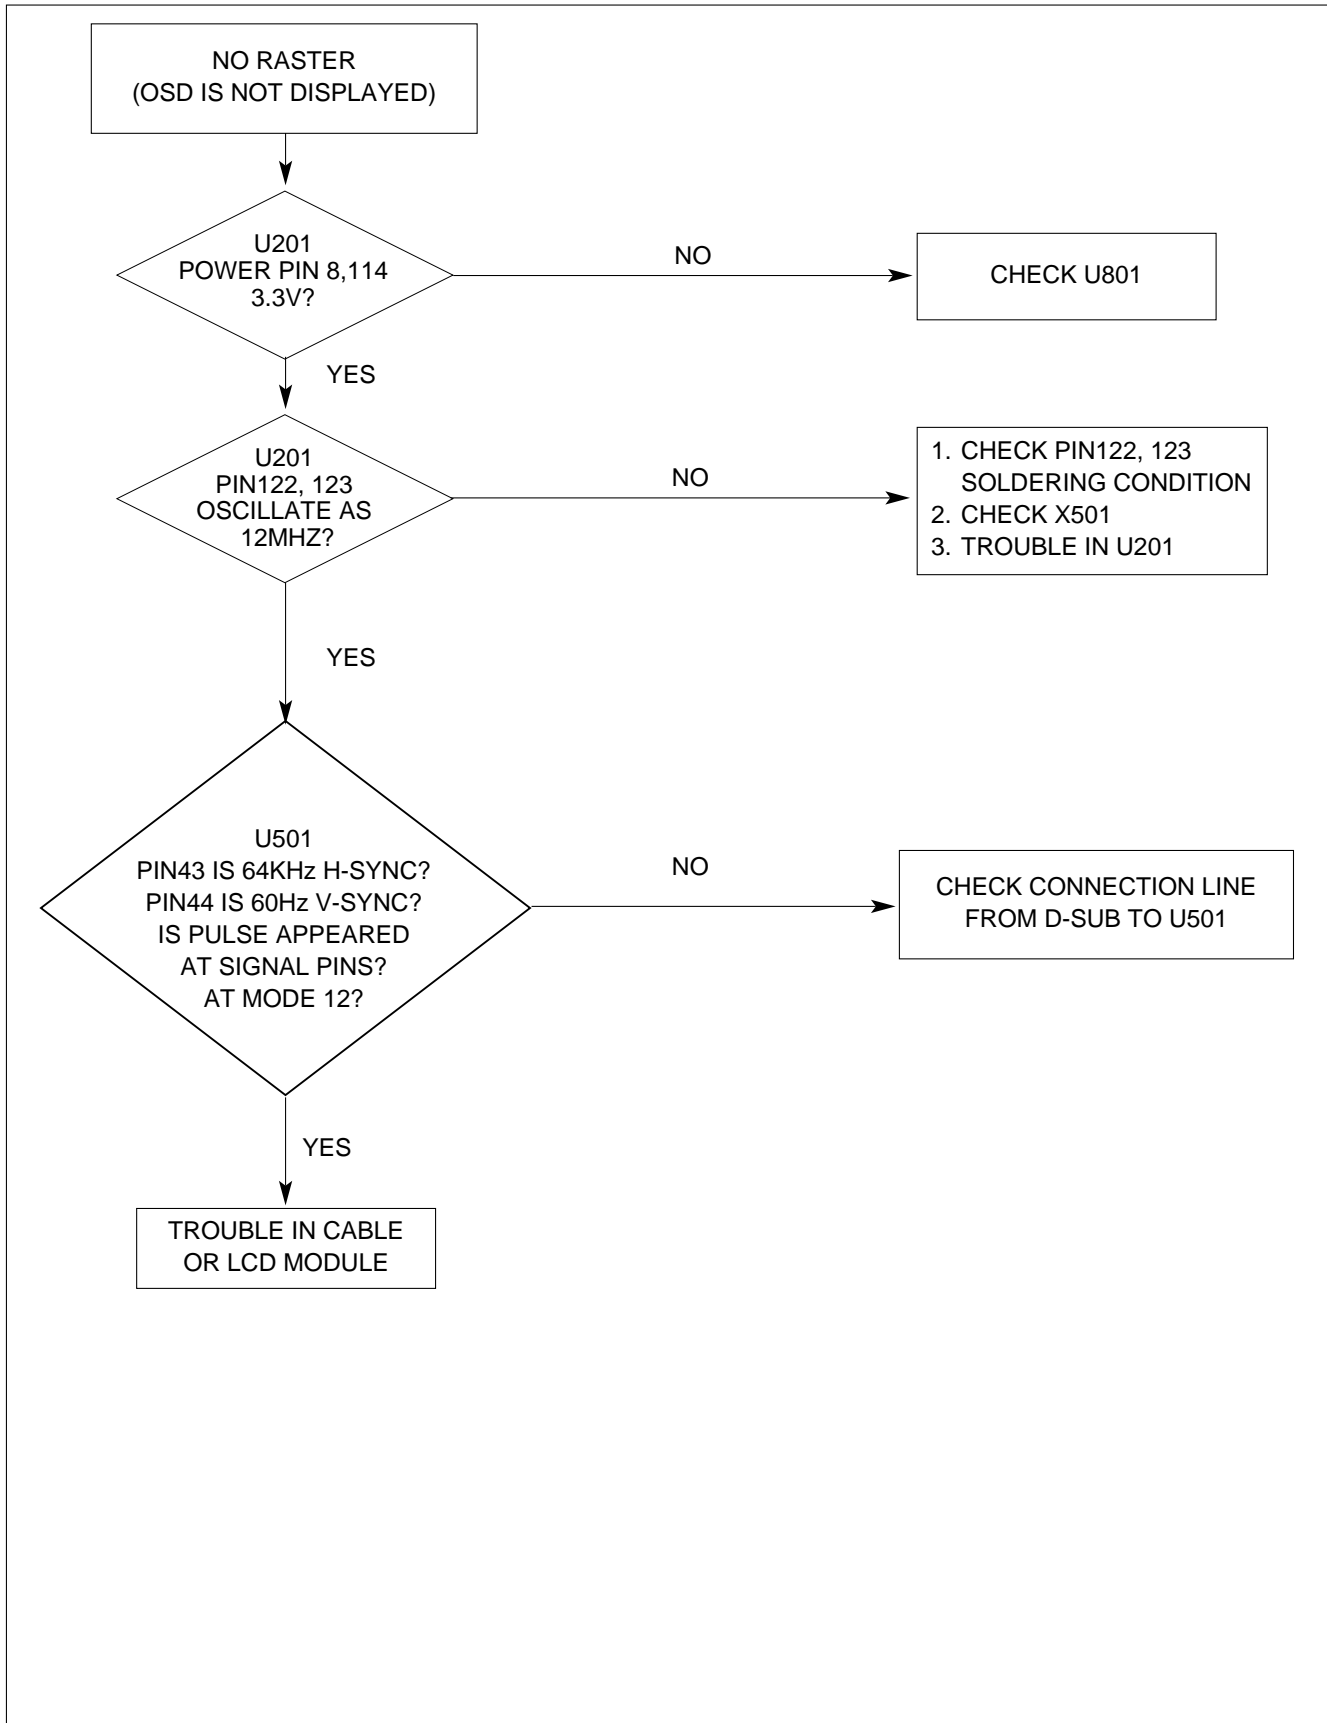 NO RASTER
(OSD IS NOT DISPLAYED)
U201
POWER PIN 8,114
3.3V?
NO
CHECK U801
YES
U201
PIN122, 123
OSCILLATE AS
12MHZ?
NO
1. CHECK PIN122, 123
SOLDERING CONDITION
2. CHECK X501
3. TROUBLE IN U201
YES
U501
PIN43 IS 64KHz H-SYNC?
PIN44 IS 60Hz V-SYNC?
IS PULSE APPEARED
AT SIGNAL PINS?
AT MODE 12?
NO
CHECK CONNECTION LINE
FROM D-SUB TO U501
YES
TROUBLE IN CABLE
OR LCD MODULE